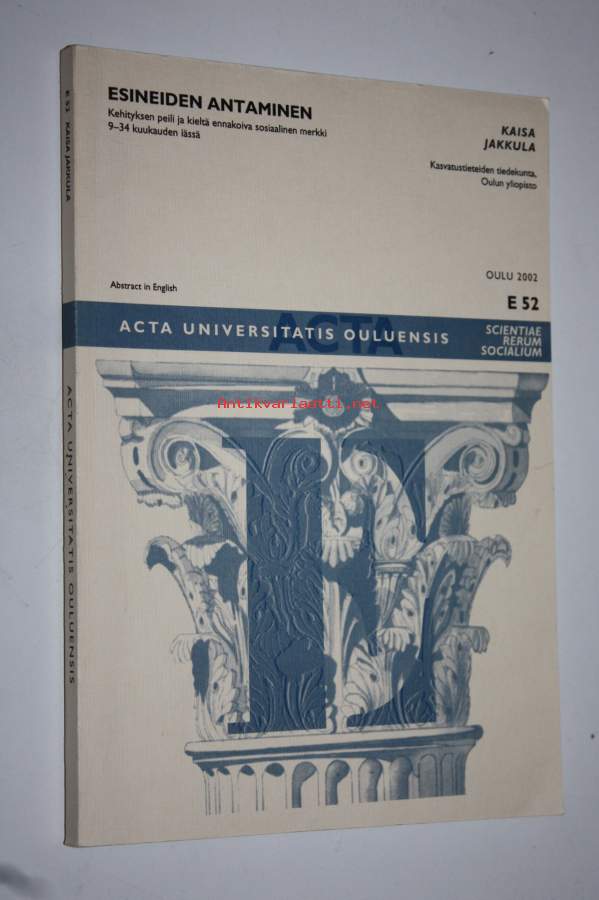 ESINEIDEN ANTAMINEN
Kehityksen peili ja kieltä ennakoiva sosiaalinen merkki
9–34 kuukauden iässä
KAISA
JAKKULA
Kasvatustieteiden tiedekunta,
Oulun yliopisto
OULU 2002
E 52
Abstract in English
ACTA
ACTA UNIVERSITATIS OULUENSIS
SCIENTIAE
RERUM
SOCIALIUM
Antikvariaatti.net
E
E 52 KAISA JAKKULA
ACTA UNIVERSITATIS OULUENSIS